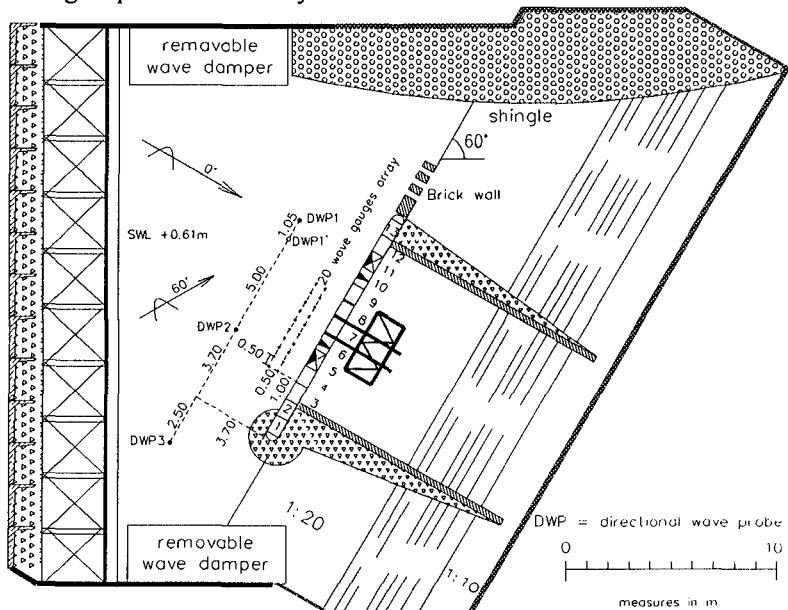 removable
wave damper
shingle
60°
0°
Brick wall
20 wave gauges array
1.05
DWP1
DWP1'
SWL +0.61m
5.00
60°
DWP2
3.70
0.50
0.50
1.00
2.50
3.70
DWP3
13
12
11
10
9
8
7
6
5
4
3
2
1
1:20
1:10
removable
wave damper
DWP = directional wave probe
0 10
measures in m